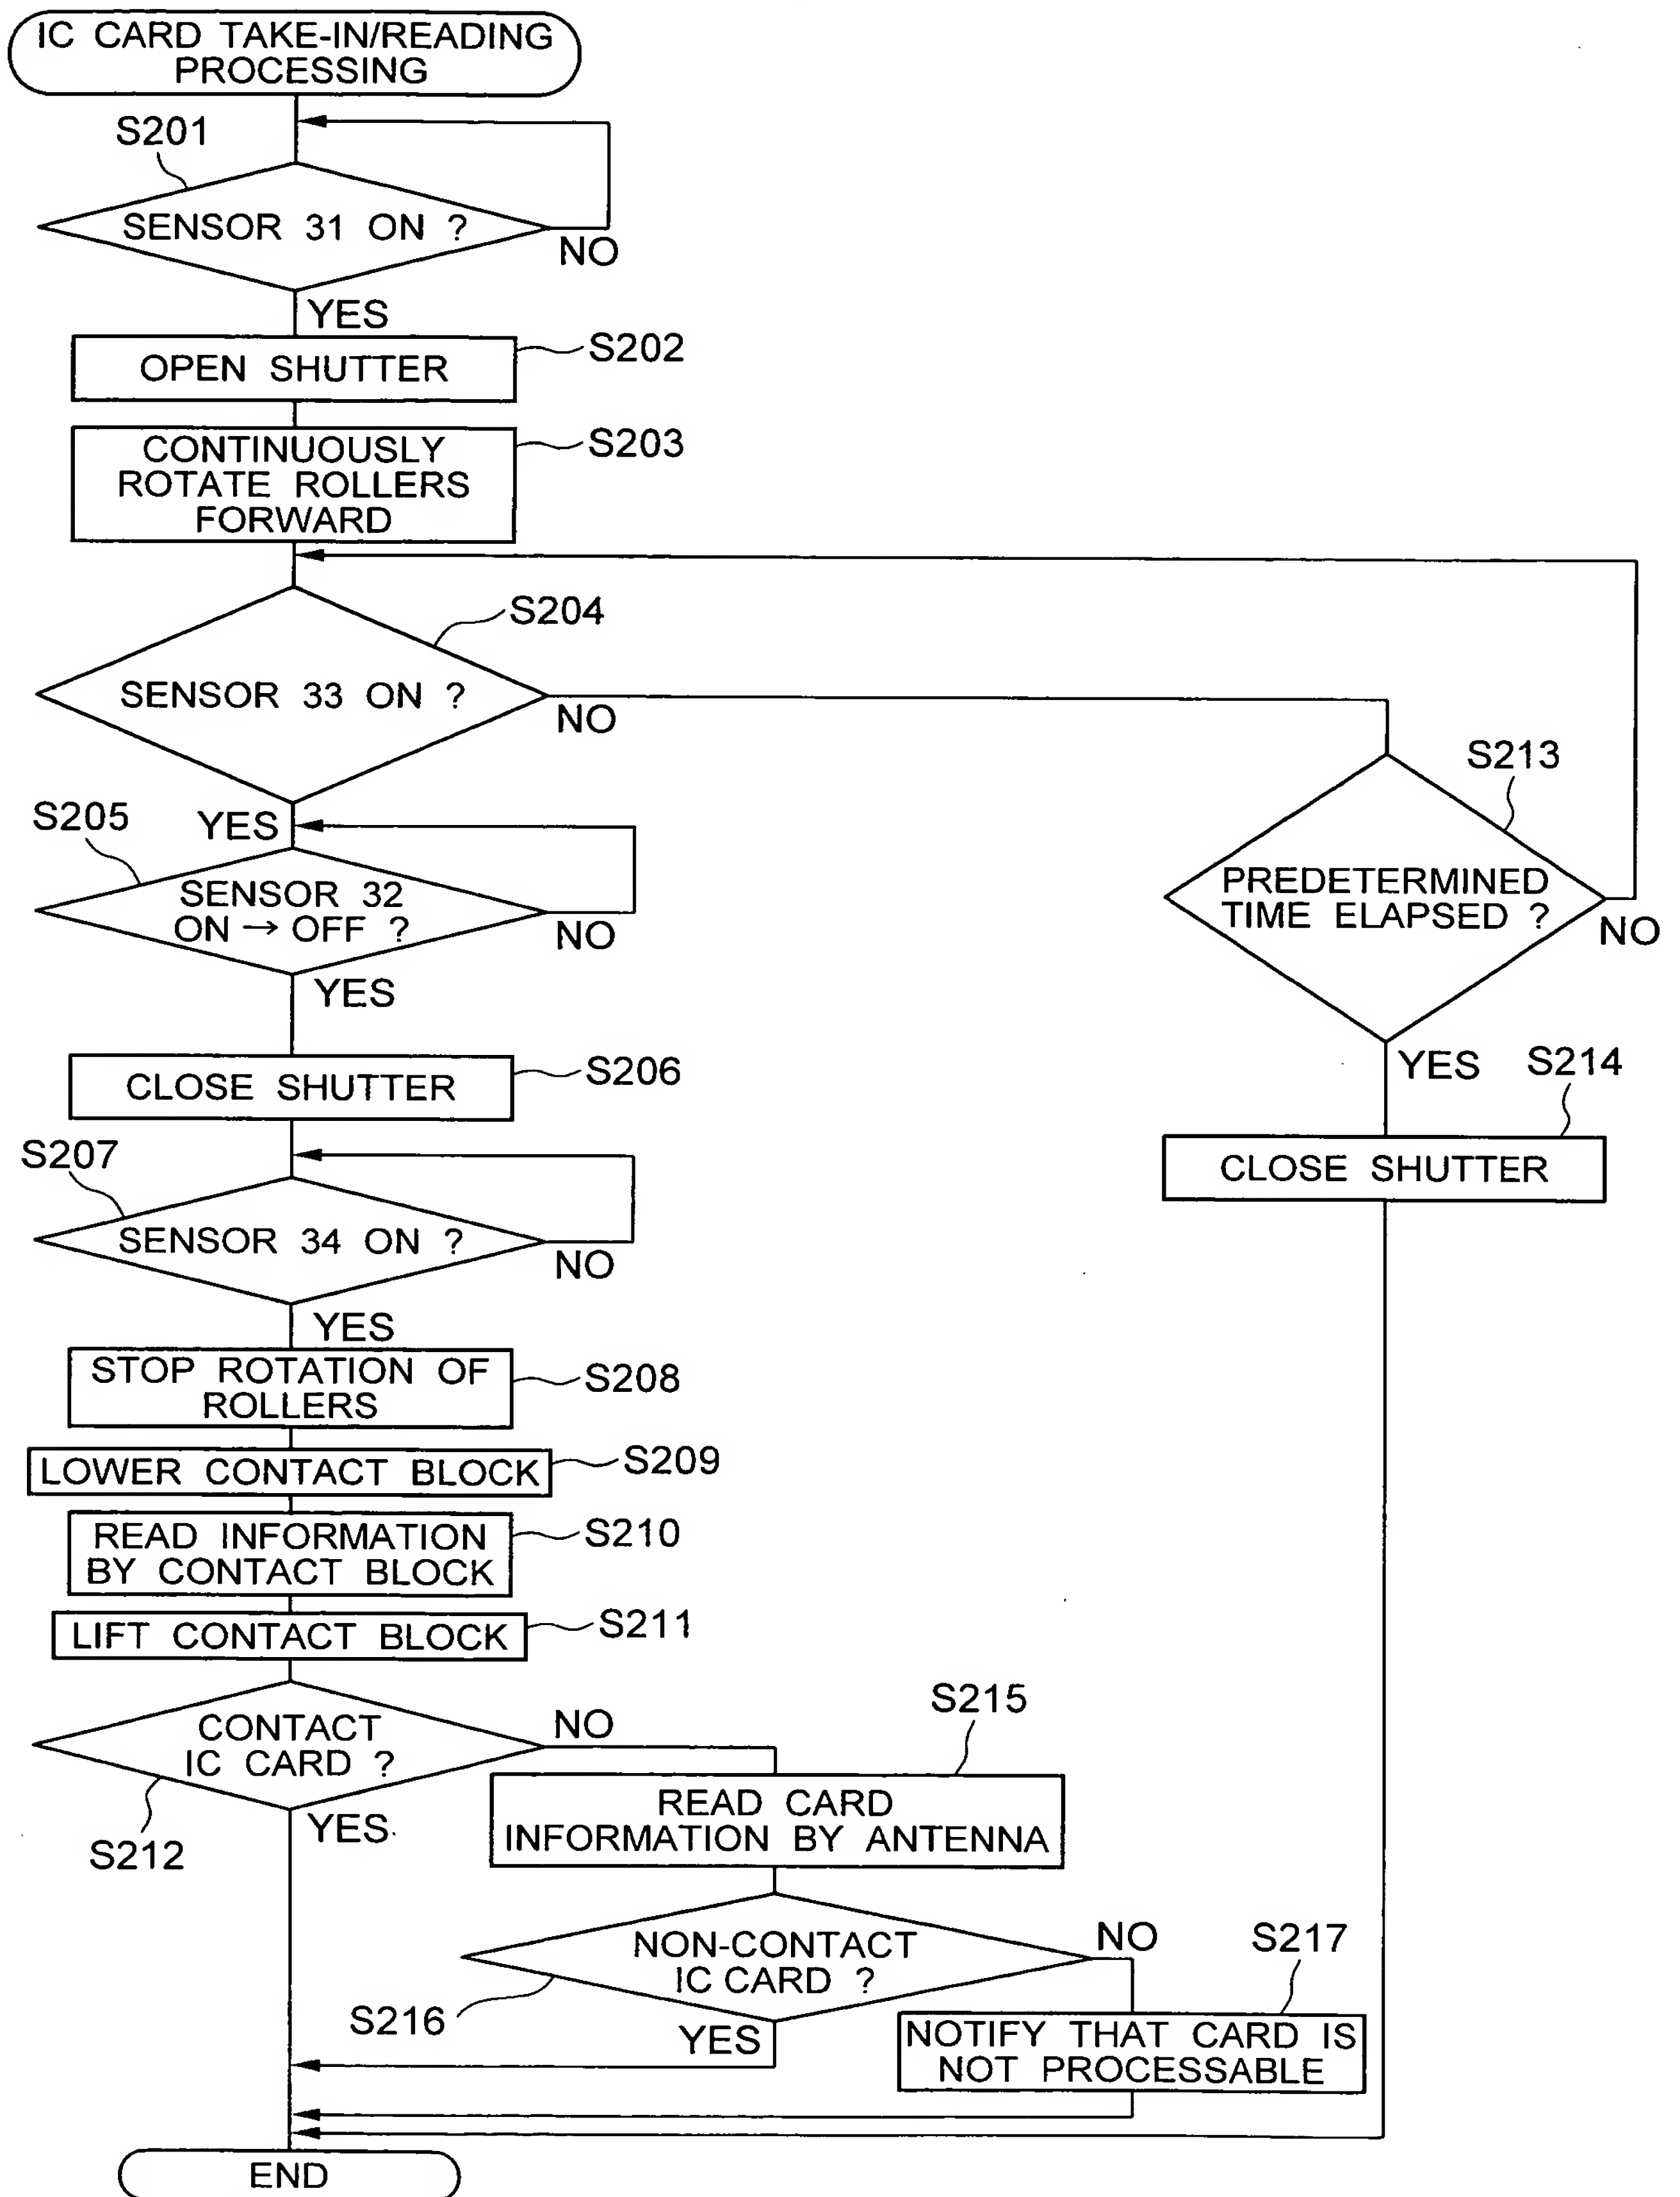 IC CARD TAKE-IN/READING
PROCESSING
S201
SENSOR 31 ON ?
NO
YES
S202
OPEN SHUTTER
S203
CONTINUOUSLY
ROTATE ROLLERS
FORWARD
S204
SENSOR 33 ON ?
NO
S213
S205
YES
PREDETERMINED
TIME ELAPSED ?
NO
SENSOR 32
ON → OFF ?
NO
YES
YES
S214
S206
CLOSE SHUTTER
S207
CLOSE SHUTTER
SENSOR 34 ON ?
NO
YES
STOP ROTATION OF
ROLLERS
S208
LOWER CONTACT BLOCK
S209
READ INFORMATION
BY CONTACT BLOCK
S210
LIFT CONTACT BLOCK
S211
S215
CONTACT
IC CARD ?
NO
YES
S212
READ CARD
INFORMATION BY ANTENNA
NON-CONTACT
IC CARD ?
NO
S217
S216
YES
NOTIFY THAT CARD IS
NOT PROCESSABLE
END